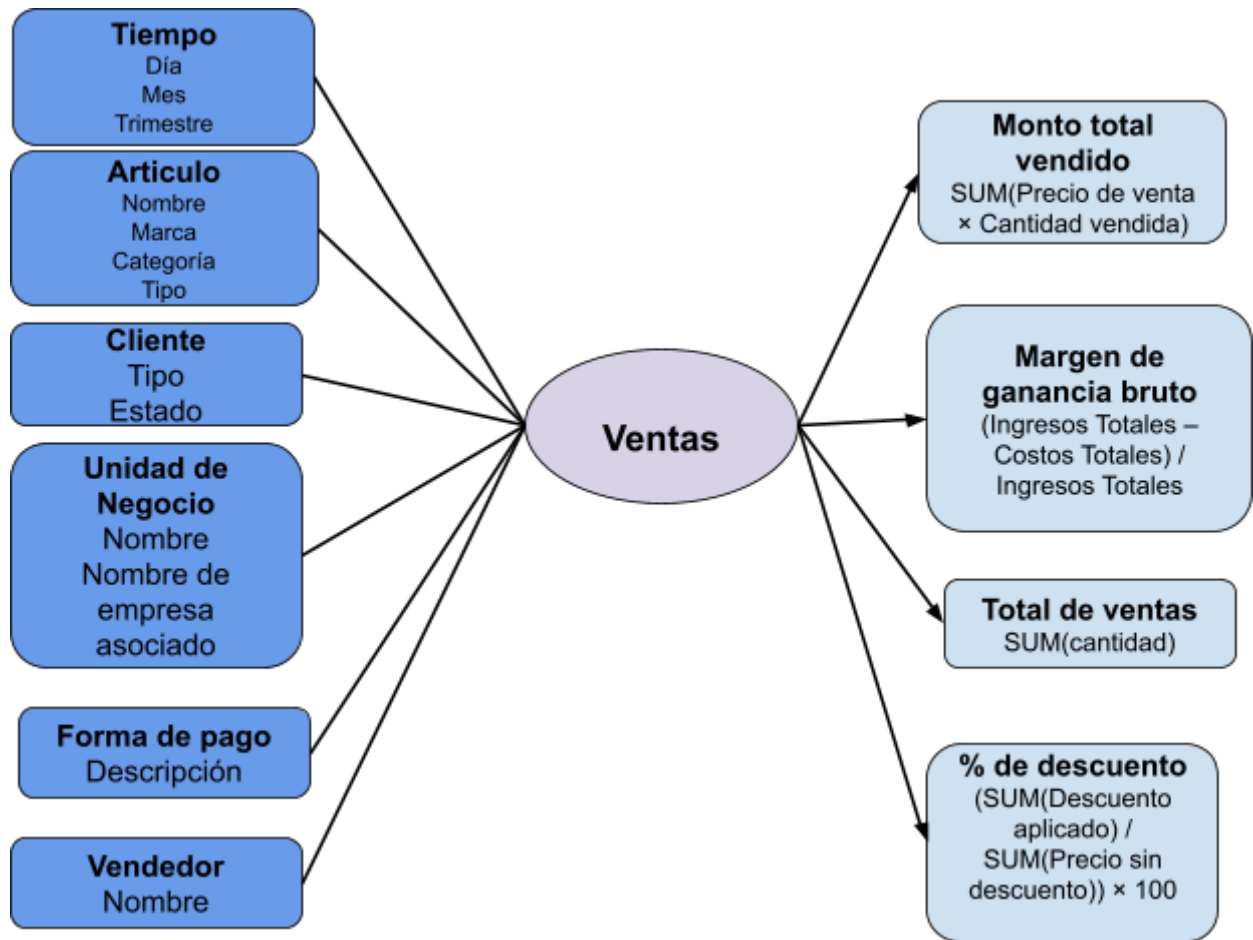 Tiempo
Día
Mes
Trimestre
Articulo
Nombre
Marca
Categoría
Tipo
Cliente
Tipo
Estado
Unidad de
Negocio
Nombre
Nombre de
empresa
asociado
Forma de pago
Descripción
Vendedor
Nombre
Ventas
Monto total
vendido
SUM(Precio de venta
× Cantidad vendida)
Margen de
ganancia bruto
(Ingresos Totales –
Costos Totales) /
Ingresos Totales
Total de ventas
SUM(cantidad)
% de descuento
(SUM(Descuento
aplicado) /
SUM(Precio sin
descuento)) × 100